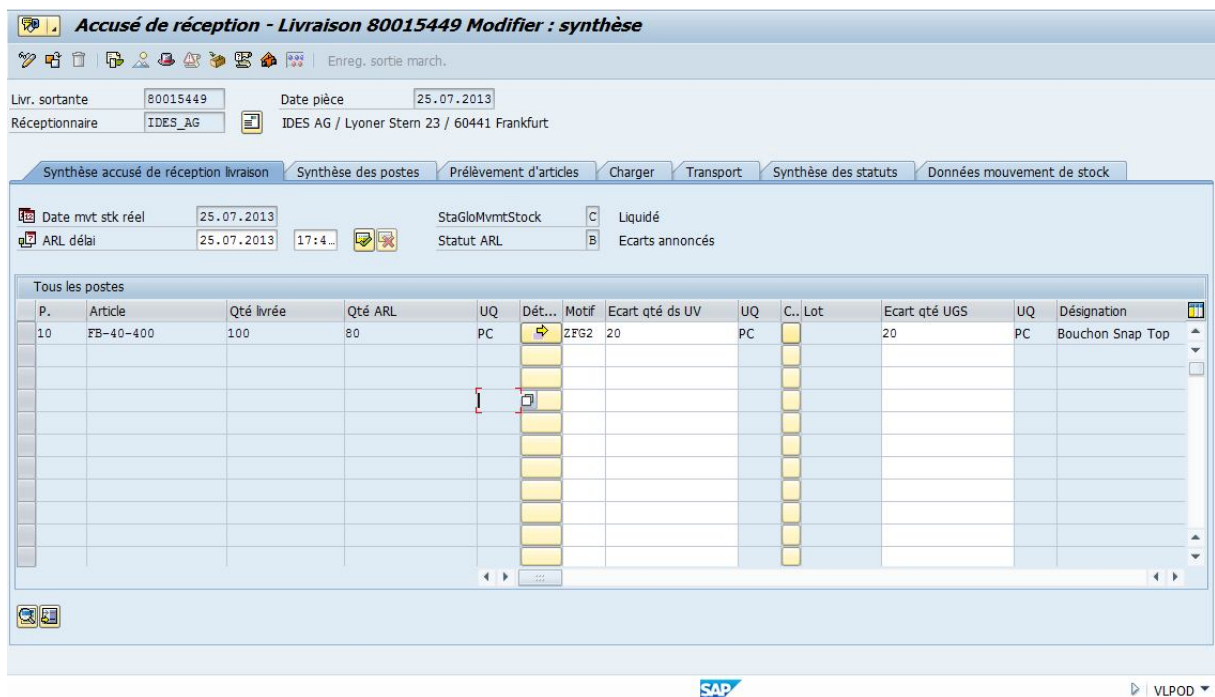 Accusé de réception - Livraison 80015449 Modifier : synthèse
Enreg. sortie march.
Livr. sortante 80015449 Date pièce 25.07.2013
Réceptionnaire IDES_AG IDES AG / Lyoner Stern 23 / 60441 Frankfurt
Synthèse accusé de réception livraison Synthèse des postes Prélèvement d'articles Charger Transport Synthèse des statuts Données mouvement de stock
Date mvt stk réel 25.07.2013 StaGloMvmtStock C Liquidé
ARL délai 25.07.2013 17:4… Statut ARL B Ecarts annoncés
Tous les postes
P. Article Qté livrée Qté ARL UQ Dét... Motif Ecart qté ds UV UQ C.. Lot Ecart qté UGS UQ Désignation
10 FB-40-400 100 80 PC ZFG2 20 PC 20 PC Bouchon Snap Top
SAP VLPOD